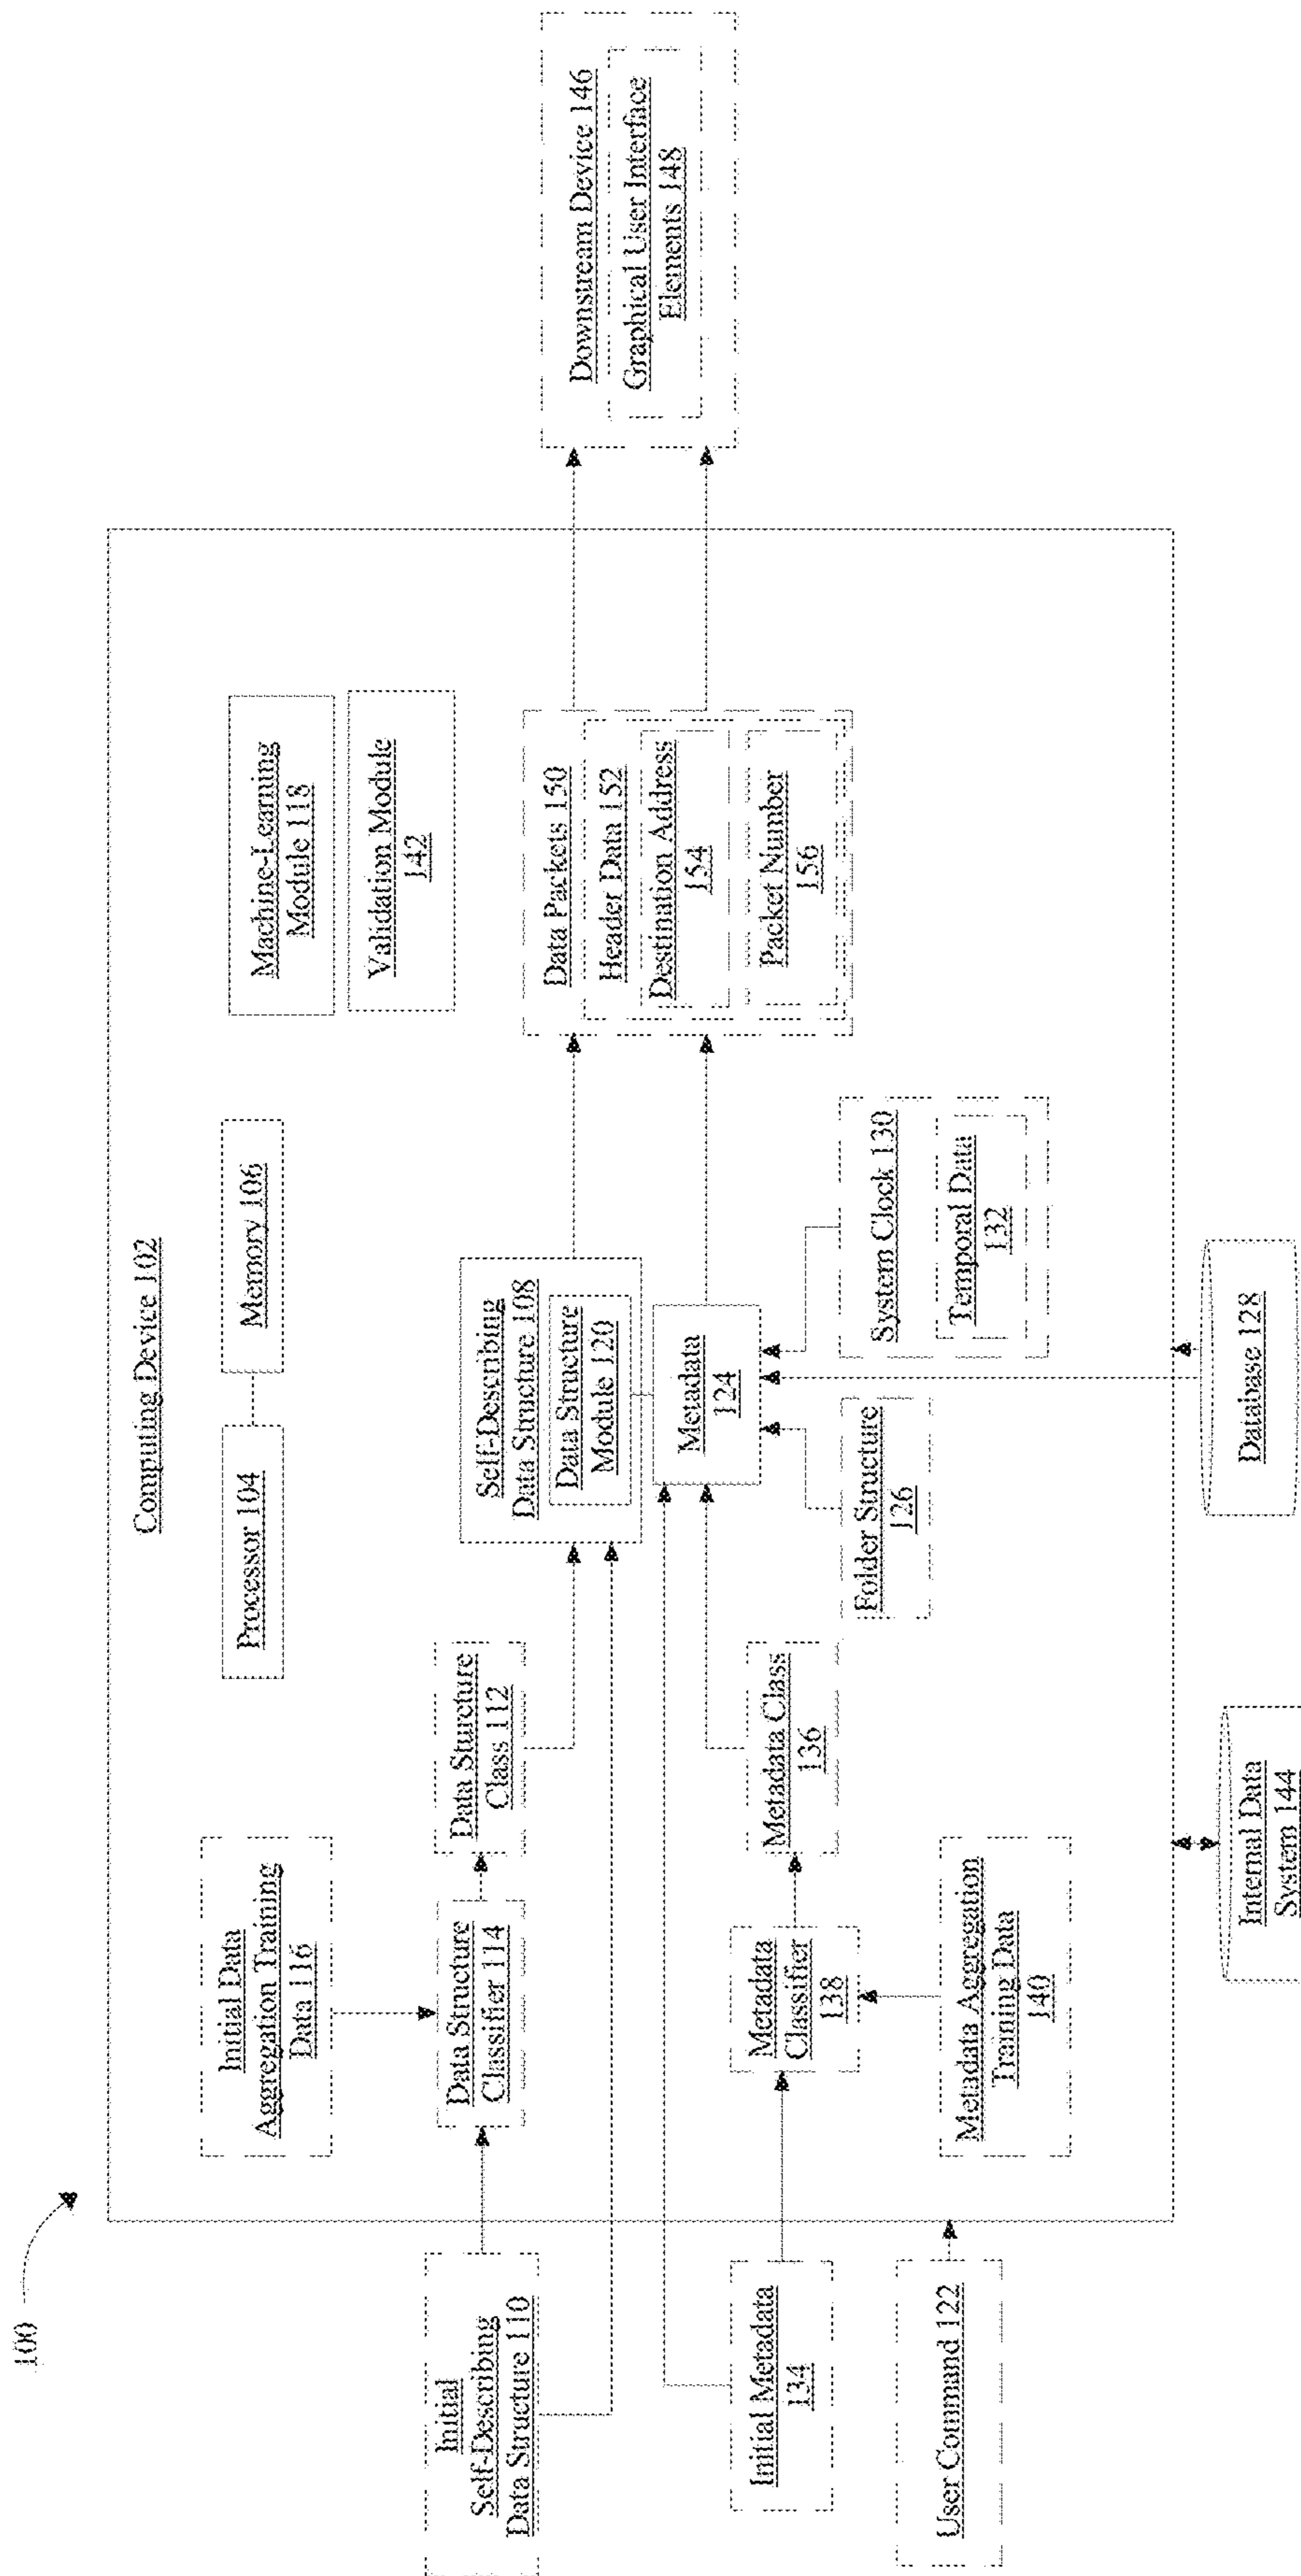 100
Computing Device 102
Processor 104
Memory 106
Machine-Learning
Module 118
Validation Module
142
Initial Data
Aggregation Training
Data 116
Initial
Self-Describing
Data Structure 110
Data Structure
Classifier 114
Data Sturcture
Class 112
Self-Describing
Data Structure 108
Data Structure
Module 120
Data Packets 150
Header Data 152
Destination Address
154
Packet Number
156
Downstream Device 146
Graphical User Interface
Elements 148
Initial Metadata
134
Metadata
Classifier
138
Metadata Class
136
Metadata
124
User Command 122
Metadata Aggregation
Training Data
140
Folder Structure
126
System Clock 130
Temporal Data
132
Internal Data
System 144
Database 128